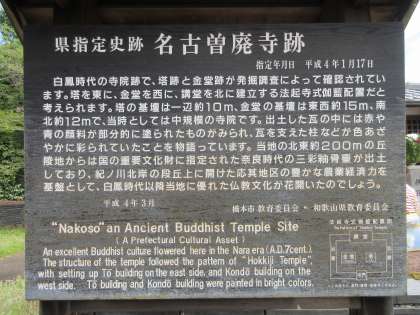 県指定史跡 名古曽廃寺跡
指定年月日 平成4年1月17日
白鳳時代の寺院跡で、塔跡と金堂跡が発掘調査によって確認されてい
ます。塔を東に、金堂を西に、講堂を北に建立する法起寺式伽藍配置だと
考えられます。塔の基壇は一辺約10m、金堂の基壇は東西約15m、南
北約12mで、当時としては中規模の寺院です。出土した瓦の中には赤や
青の顔料が部分的に塗られたものがみられ、瓦を支えた柱などが色あざ
やかに彩られていたことを物語っています。当地の北東約200mの丘
陵地からは国の重要文化財に指定された奈良時代の三彩釉骨壷が出土
しており、紀ノ川北岸の段丘上に開けた那其地区の豊かな農業経済力を
基盤として、白鳳時代以降当地に優れた仏教文化が花開いたのでしょう。
平成4年3月
橋本市教育委員会・和歌山県教育委員会
"Nakoso" an Ancient Buddhist Temple Site
(A Prefectural Cultural Asset)
An excellent Buddhist culture flowered here in the Nara era (A.D.7cent.).
The structure of the temple followed the pattern of "Hokkiji Temple",
with setting up Tō building on the east side, and Kondō building on the
west side. Tō building and Kondō building were painted in bright colors.
法起寺式伽藍配置図
講堂
金堂
塔